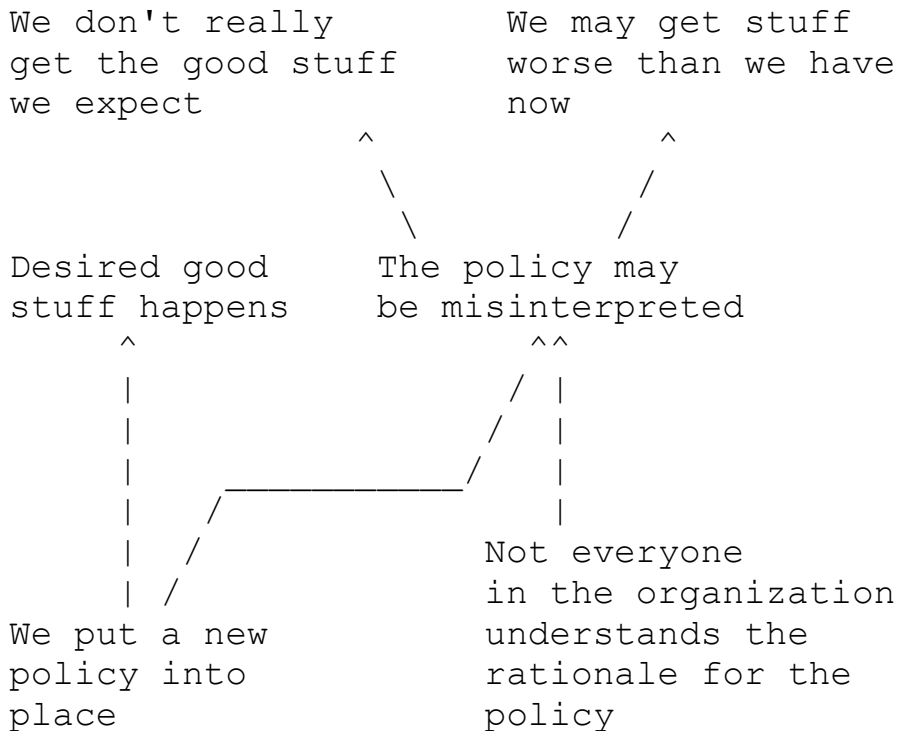 We don't really
get the good stuff
we expect
We may get stuff
worse than we have
now
Desired good
stuff happens
The policy may
be misinterpreted
We put a new
policy into
place
Not everyone
in the organization
understands the
rationale for the
policy